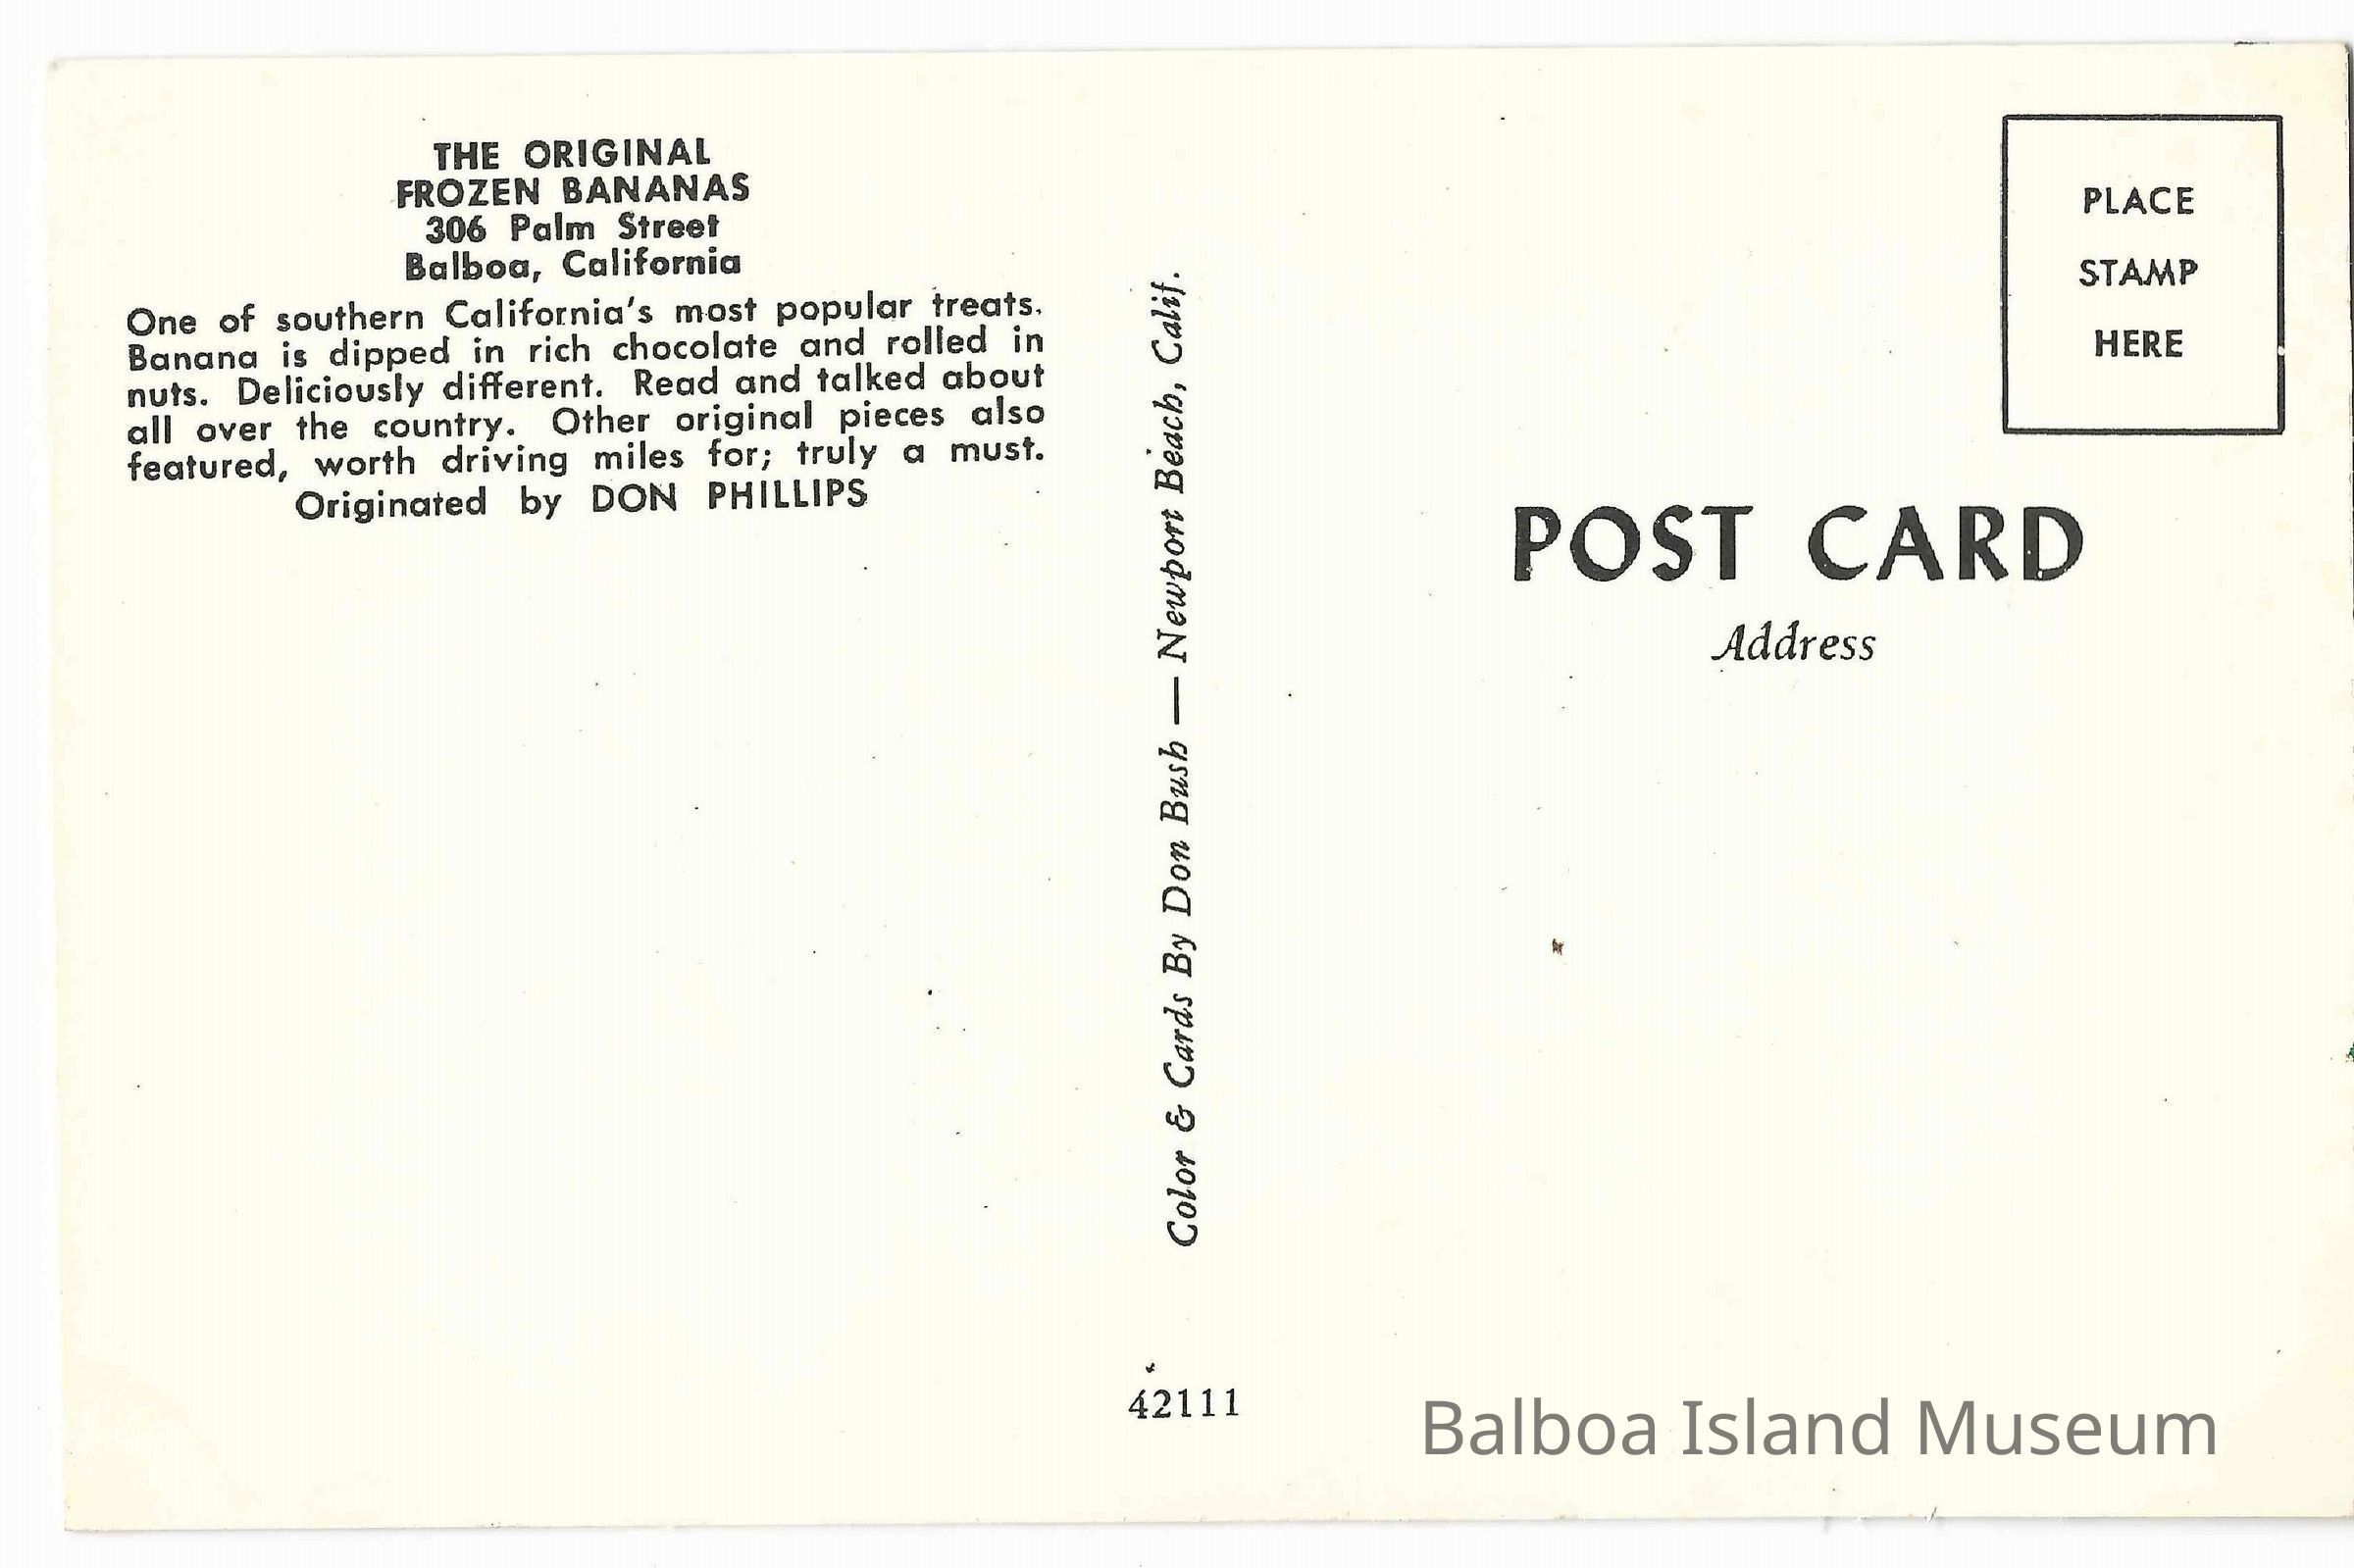 THE ORIGINAL
FROZEN BANANAS
306 Palm Street
Balboa, California
One of southern California's most popular treats.
Banana is dipped in rich chocolate and rolled in
nuts. Deliciously different. Read and talked about
all over the country. Other original pieces also
featured, worth driving miles for; truly a must.
Originated by DON PHILLIPS
Color & Cards By Don Bush — Newport Beach, Calif.
42111
PLACE
STAMP
HERE
POST CARD
Address
Balboa Island Museum